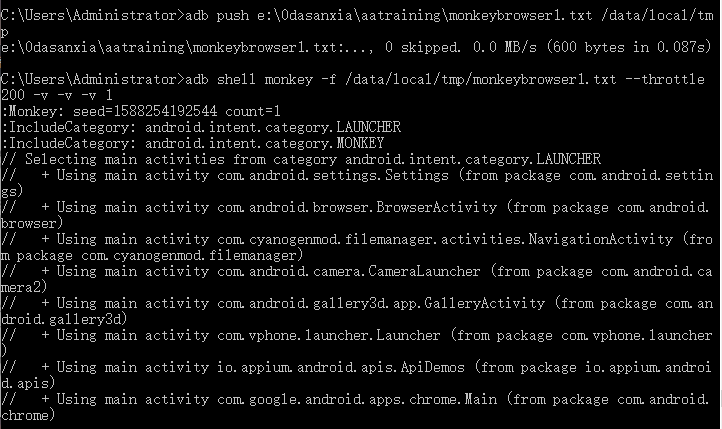 C:\Users\Administrator>adb push e:\0dasanxia\aatraining\monkeybrowser1.txt /data/local/tm
p
e:\0dasanxia\aatraining\monkeybrowser1.txt:..., 0 skipped. 0.0 MB/s (600 bytes in 0.087s)
C:\Users\Administrator>adb shell monkey -f /data/local/tmp/monkeybrowser1.txt --throttle
200 -v -v -v 1
:Monkey: seed=1588254192544 count=1
:IncludeCategory: android.intent.category.LAUNCHER
:IncludeCategory: android.intent.category.MONKEY
// Selecting main activities from category android.intent.category.LAUNCHER
//   + Using main activity com.android.settings.Settings (from package com.android.settin
gs)
//   + Using main activity com.android.browser.BrowserActivity (from package com.android.
browser)
//   + Using main activity com.cyanogenmod.filemanager.activities.NavigationActivity (fro
m package com.cyanogenmod.filemanager)
//   + Using main activity com.android.camera.CameraLauncher (from package com.android.ca
mera2)
//   + Using main activity com.android.gallery3d.app.GalleryActivity (from package com.an
droid.gallery3d)
//   + Using main activity com.vphone.launcher.Launcher (from package com.vphone.launcher
)
//   + Using main activity io.appium.android.apis.ApiDemos (from package io.appium.androi
d.apis)
//   + Using main activity com.google.android.apps.chrome.Main (from package com.android.
chrome)